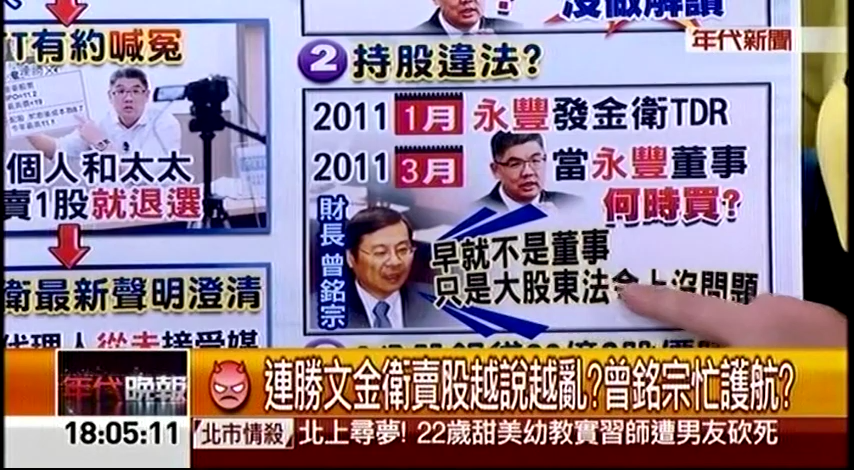 有約喊冤
個人和太太
賣1股就退選
衛最新聲明澄清
代理人從未接受媒
沒做解讀
年代新聞
2 持股違法?
2011 1月 永豐發金衛TDR
2011 3月 當永豐董事
何時買?
財長 曾銘宗
早就不是董事
只是大股東法令上沒問題
年代晚報
連勝文金衛賣股越說越亂?曾銘宗忙護航?
18:05:11
北市情殺
北上尋夢! 22歲甜美幼教實習師遭男友砍死